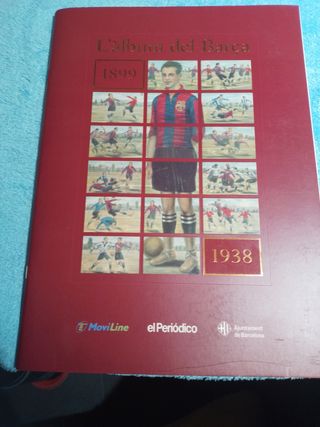 L'àlbum del Barça
1899
1938
MoviLine
el Periódico
Ajuntament
de Barcelona